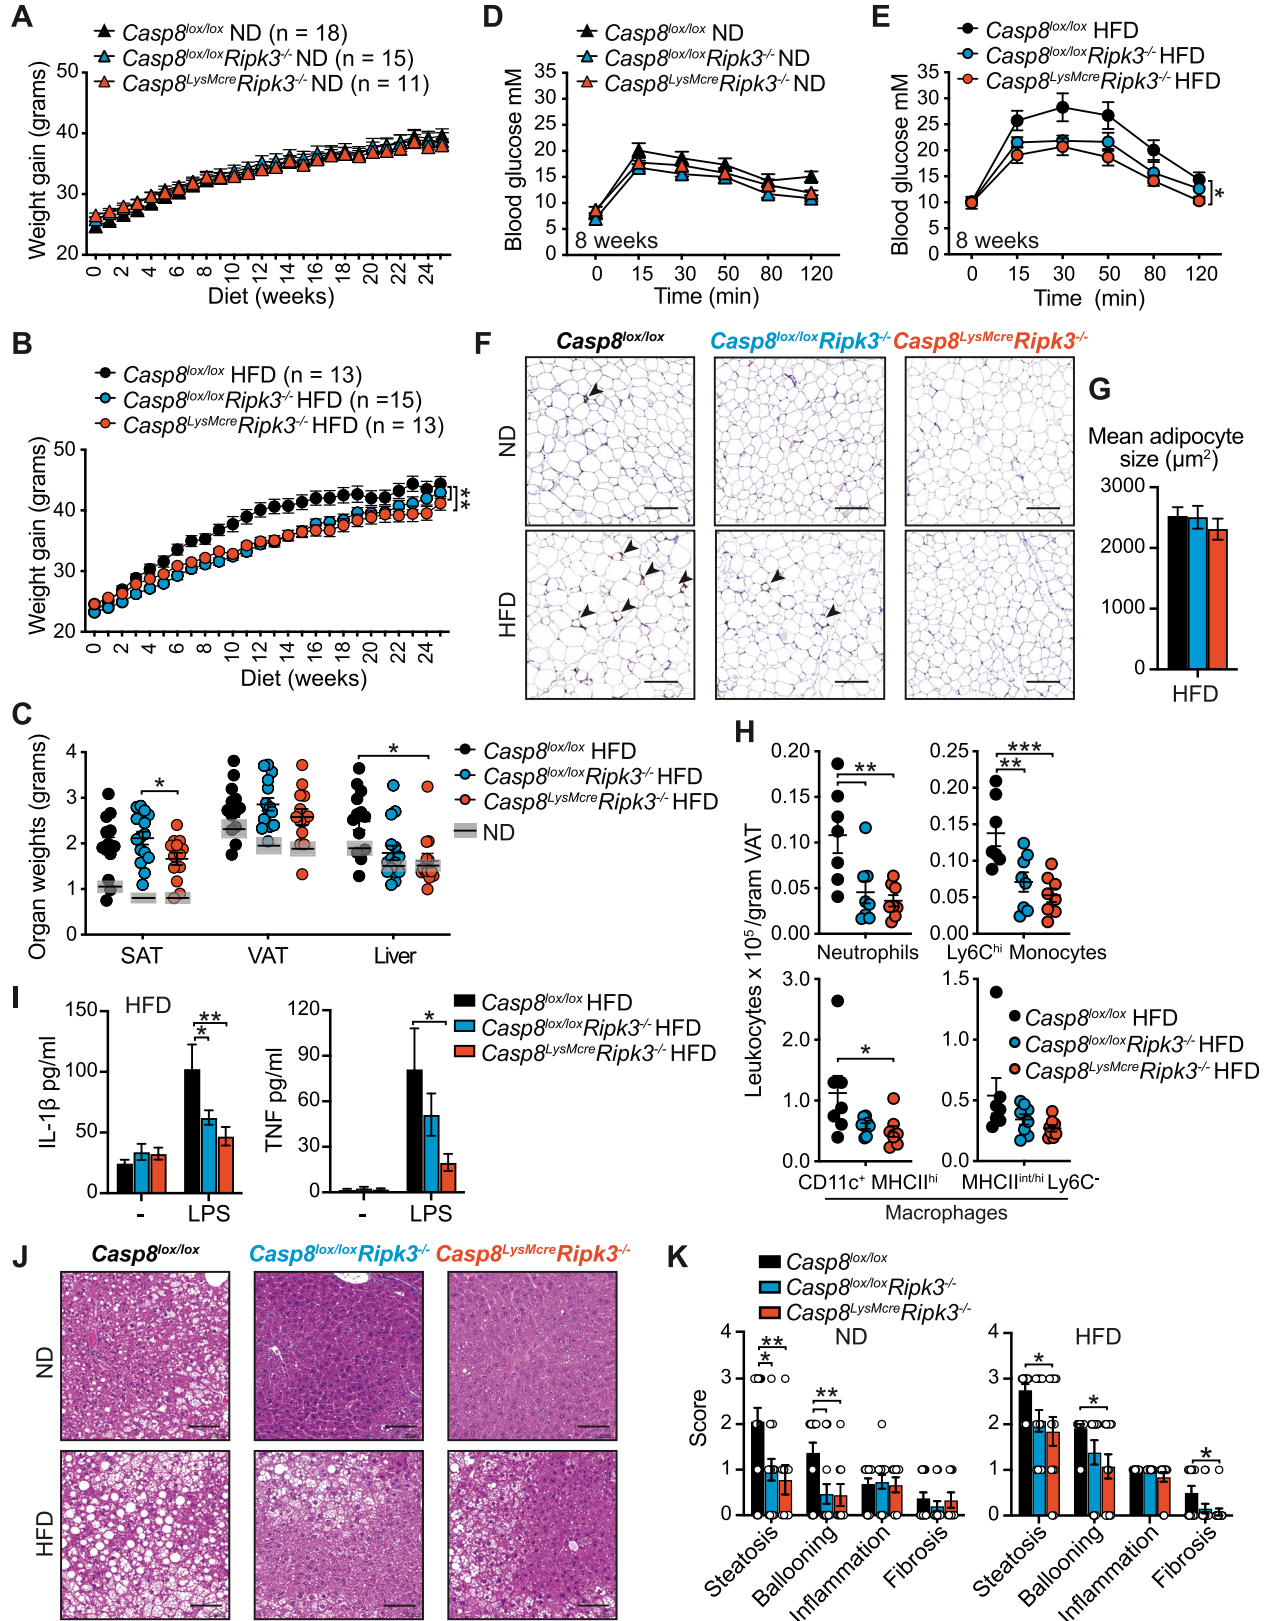 A
Casp8lox/lox ND (n = 18)
Casp8lox/loxRipk3-/- ND (n = 15)
Casp8LysMcreRipk3-/- ND (n = 11)
Weight gain (grams)
50
40
30
20
0 2 4 6 8 10 12 14 16 18 20 22 24
Diet (weeks)
D
Casp8lox/lox ND
Casp8lox/loxRipk3-/- ND
Casp8LysMcreRipk3-/- ND
Blood glucose mM
35
30
25
20
15
10
5
0
8 weeks
0 15 30 50 80 120
Time (min)
E
Casp8lox/lox HFD
Casp8lox/loxRipk3-/- HFD
Casp8LysMcreRipk3-/- HFD
Blood glucose mM
35
30
25
20
15
10
5
0
8 weeks
*
0 15 30 50 80 120
Time (min)
B
Casp8lox/lox HFD (n = 13)
Casp8lox/loxRipk3-/- HFD (n =15)
Casp8LysMcreRipk3-/- HFD (n = 13)
Weight gain (grams)
50
40
30
20
**
*
0 2 4 6 8 10 12 14 16 18 20 22 24
Diet (weeks)
F
Casp8lox/lox Casp8lox/loxRipk3-/- Casp8LysMcreRipk3-/-
ND
HFD
G
Mean adipocyte
size (µm2)
3000
2000
1000
0
HFD
C
Organ weights (grams)
4
3
2
1
0
* *
SAT VAT Liver
Casp8lox/lox HFD
Casp8lox/loxRipk3-/- HFD
Casp8LysMcreRipk3-/- HFD
ND
H
Leukocytes x 105/gram VAT
0.20
0.15
0.10
0.05
0.00
**
Neutrophils
0.25
0.20
0.15
0.10
0.05
0.00
***
**
Ly6Chi Monocytes
3.0
2.0
1.0
0.0
*
CD11c+ MHCIIhi
1.5
1.0
0.5
0.0
Casp8lox/lox HFD
Casp8lox/loxRipk3-/- HFD
Casp8LysMcreRipk3-/- HFD
MHCIIint/hi Ly6C-
Macrophages
I
HFD
IL-1β pg/ml
150
100
50
0
**
*
- LPS
TNF pg/ml
120
90
60
30
0
*
- LPS
Casp8lox/lox HFD
Casp8lox/loxRipk3-/- HFD
Casp8LysMcreRipk3-/- HFD
J
Casp8lox/lox Casp8lox/loxRipk3-/- Casp8LysMcreRipk3-/-
ND
HFD
K
Casp8lox/lox
Casp8lox/loxRipk3-/-
Casp8LysMcreRipk3-/-
Score
ND
4
3
2
1
0
**
*
**
Steatosis Ballooning Inflammation Fibrosis
HFD
4
3
2
1
0
*
*
*
Steatosis Ballooning Inflammation Fibrosis